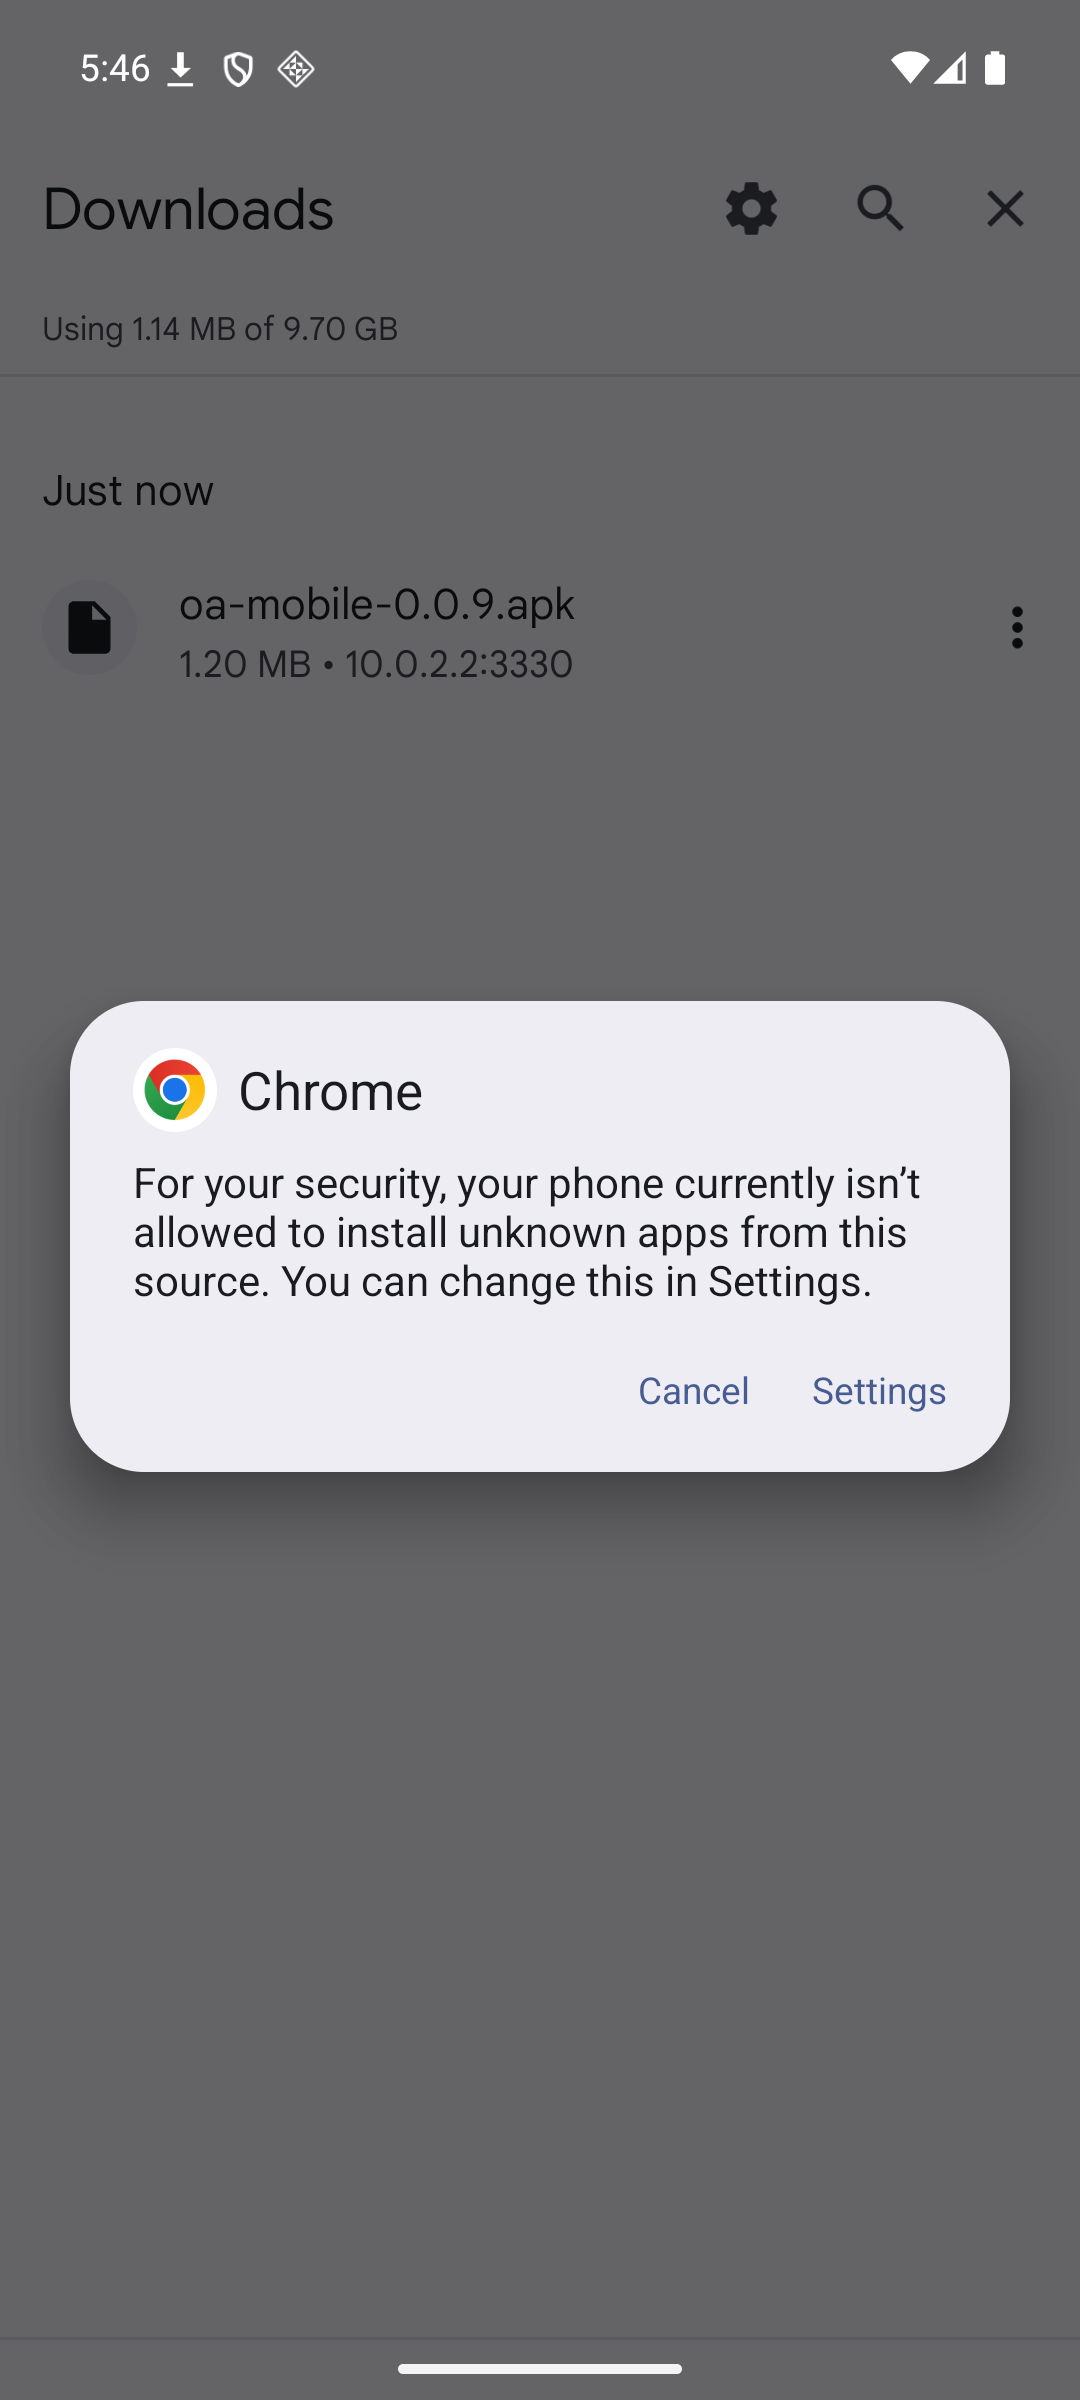 5:46
Downloads
Using 1.14 MB of 9.70 GB
Just now
oa-mobile-0.0.9.apk
1.20 MB • 10.0.2.2:3330
Chrome
For your security, your phone currently isn’t
allowed to install unknown apps from this
source. You can change this in Settings.
Cancel Settings